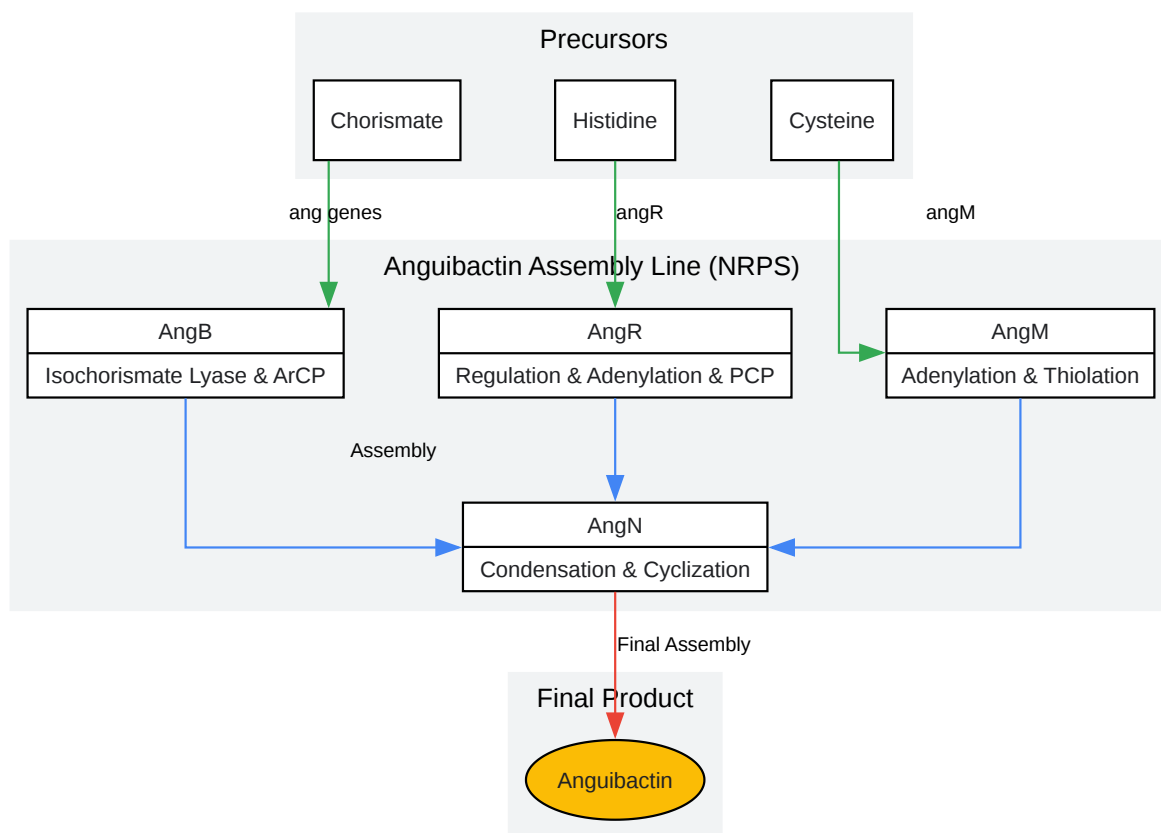 Precursors
Chorismate
Histidine
Cysteine
ang genes
angR
angM
Anguibactin Assembly Line (NRPS)
AngB
Isochorismate Lyase & ArCP
AngR
Regulation & Adenylation & PCP
AngM
Adenylation & Thiolation
Assembly
AngN
Condensation & Cyclization
Final Assembly
Final Product
Anguibactin